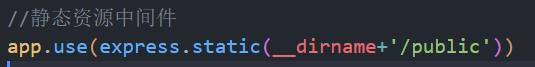 //静态资源中间件
app.use(express.static(__dirname+'/public'))